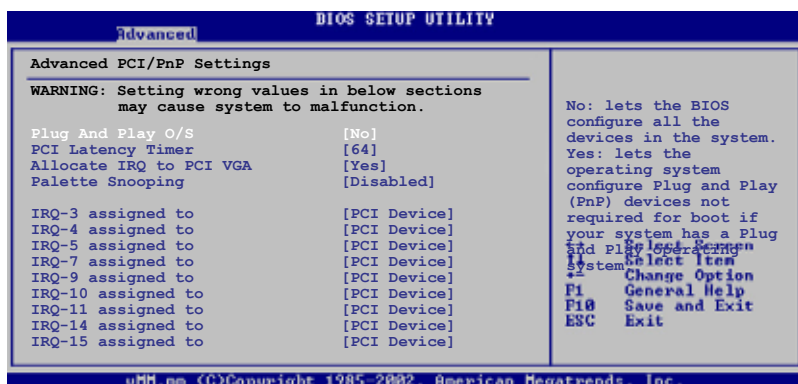 BIOS SETUP UTILITY
Advanced
Advanced PCI/PnP Settings
WARNING: Setting wrong values in below sections
may cause system to malfunction.
Plug And Play O/S [No]
PCI Latency Timer [64]
Allocate IRQ to PCI VGA [Yes]
Palette Snooping [Disabled]
IRQ-3 assigned to [PCI Device]
IRQ-4 assigned to [PCI Device]
IRQ-5 assigned to [PCI Device]
IRQ-7 assigned to [PCI Device]
IRQ-9 assigned to [PCI Device]
IRQ-10 assigned to [PCI Device]
IRQ-11 assigned to [PCI Device]
IRQ-14 assigned to [PCI Device]
IRQ-15 assigned to [PCI Device]
No: lets the BIOS
configure all the
devices in the system.
Yes: lets the
operating system
configure Plug and Play
(PnP) devices not
required for boot if
your system has a Plug
and Play operating
system
Select Screen
Select Item
+- Change Option
F1 General Help
F10 Save and Exit
ESC Exit
(C)Copyright 1985-2002, American Megatrends, Inc.